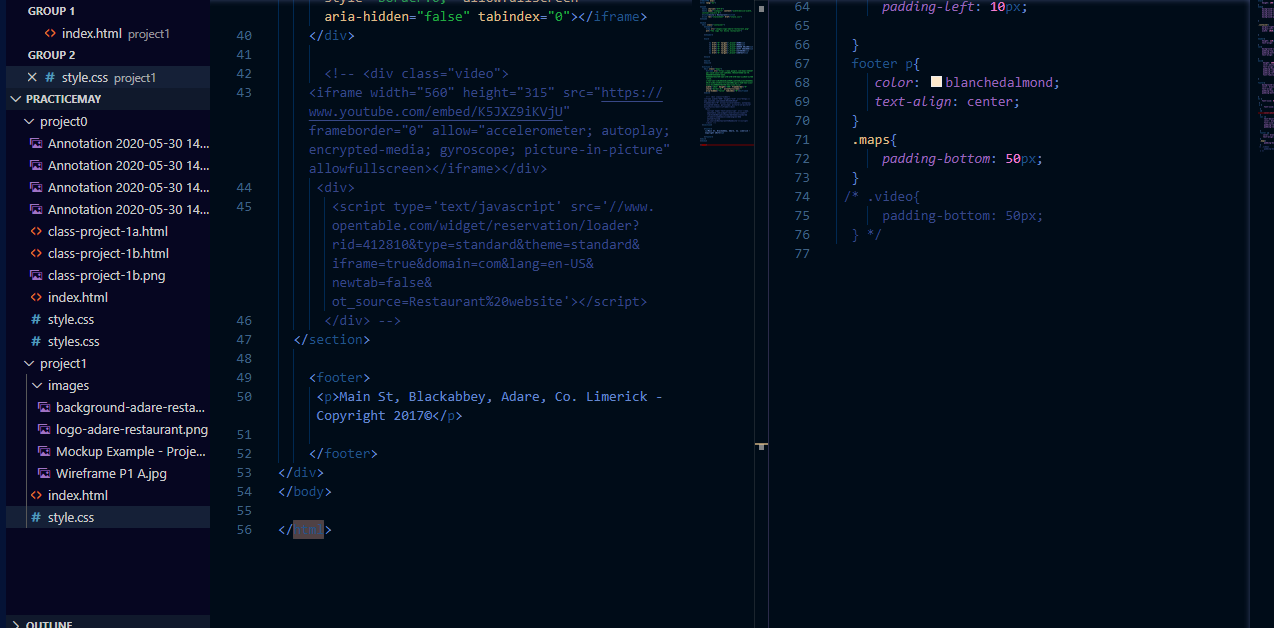 GROUP 1
index.html project1
GROUP 2
style.css project1
PRACTICEMAY
project0
Annotation 2020-05-30 14...
Annotation 2020-05-30 14...
Annotation 2020-05-30 14...
Annotation 2020-05-30 14...
class-project-1a.html
class-project-1b.html
class-project-1b.png
index.html
style.css
styles.css
project1
images
background-adare-resta...
logo-adare-restaurant.png
Mockup Example - Proje...
Wireframe P1 A.jpg
index.html
style.css
OUTLINE
aria-hidden="false" tabindex="0"></iframe>
40 </div>
41
42 <!-- <div class="video">
43 <iframe width="560" height="315" src="https://
www.youtube.com/embed/K5JXZ9iKVjU"
frameborder="0" allow="accelerometer; autoplay;
encrypted-media; gyroscope; picture-in-picture"
allowfullscreen></iframe></div>
44 <div>
45 <script type='text/javascript' src='//www.
opentable.com/widget/reservation/loader?
rid=412810&type=standard&theme=standard&
iframe=true&domain=com&lang=en-US&
newtab=false&
ot_source=Restaurant%20website'></script>
46 </div> -->
47 </section>
48
49 <footer>
50 <p>Main St, Blackabbey, Adare, Co. Limerick -
Copyright 2017©</p>
51
52 </footer>
53 </div>
54 </body>
55
56 </html>
64 padding-left: 10px;
65
66 }
67 footer p{
68 color: blanchedalmond;
69 text-align: center;
70 }
71 .maps{
72 padding-bottom: 50px;
73 }
74 /* .video{
75 padding-bottom: 50px;
76 } */
77